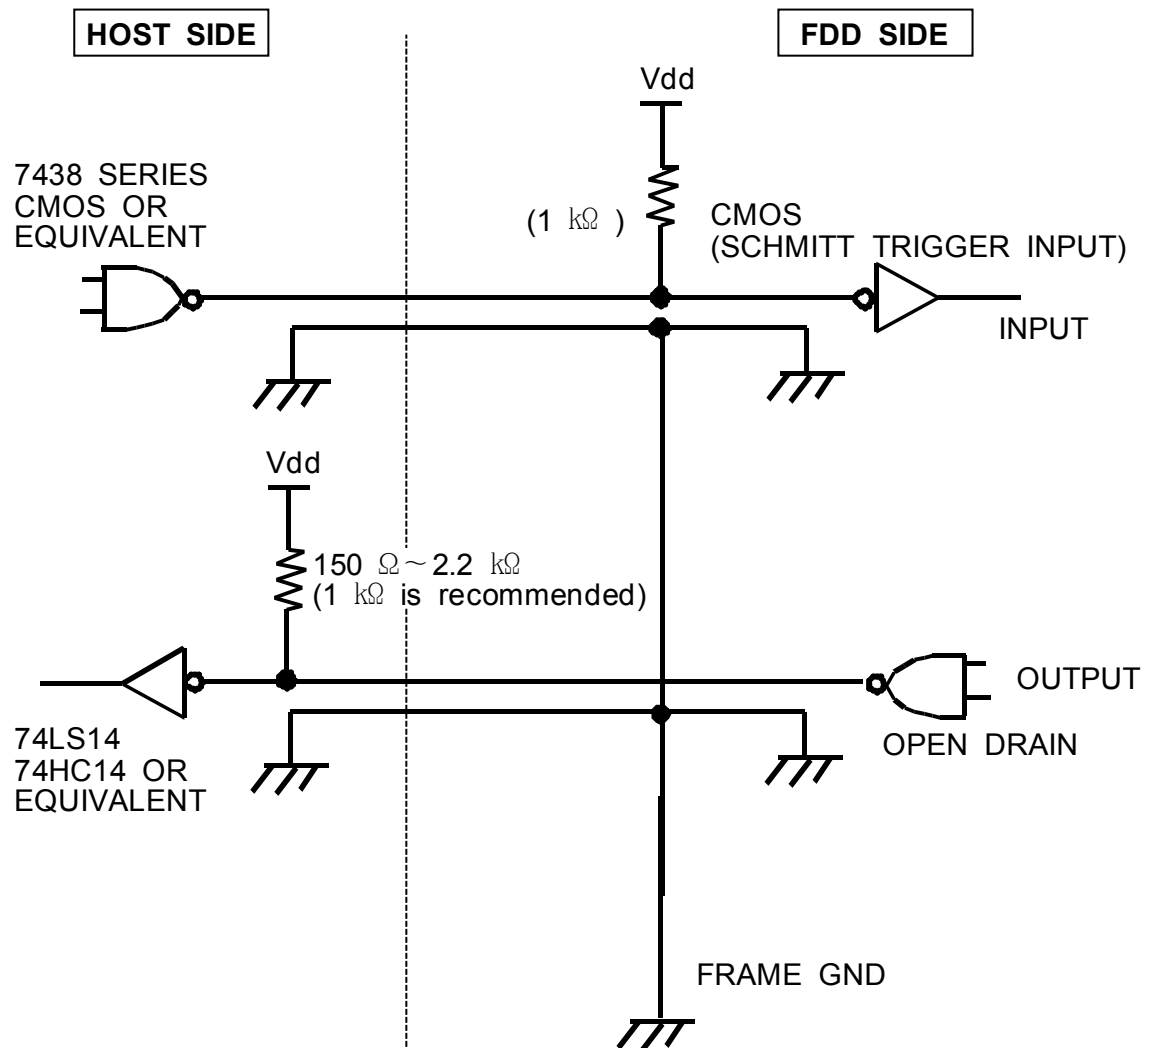 HOST SIDE
FDD SIDE
Vdd
7438 SERIES
CMOS OR
EQUIVALENT
(1 kΩ )
CMOS
(SCHMITT TRIGGER INPUT)
INPUT
Vdd
150 Ω～2.2 kΩ
(1 kΩ is recommended)
OUTPUT
OPEN DRAIN
74LS14
74HC14 OR
EQUIVALENT
FRAME GND